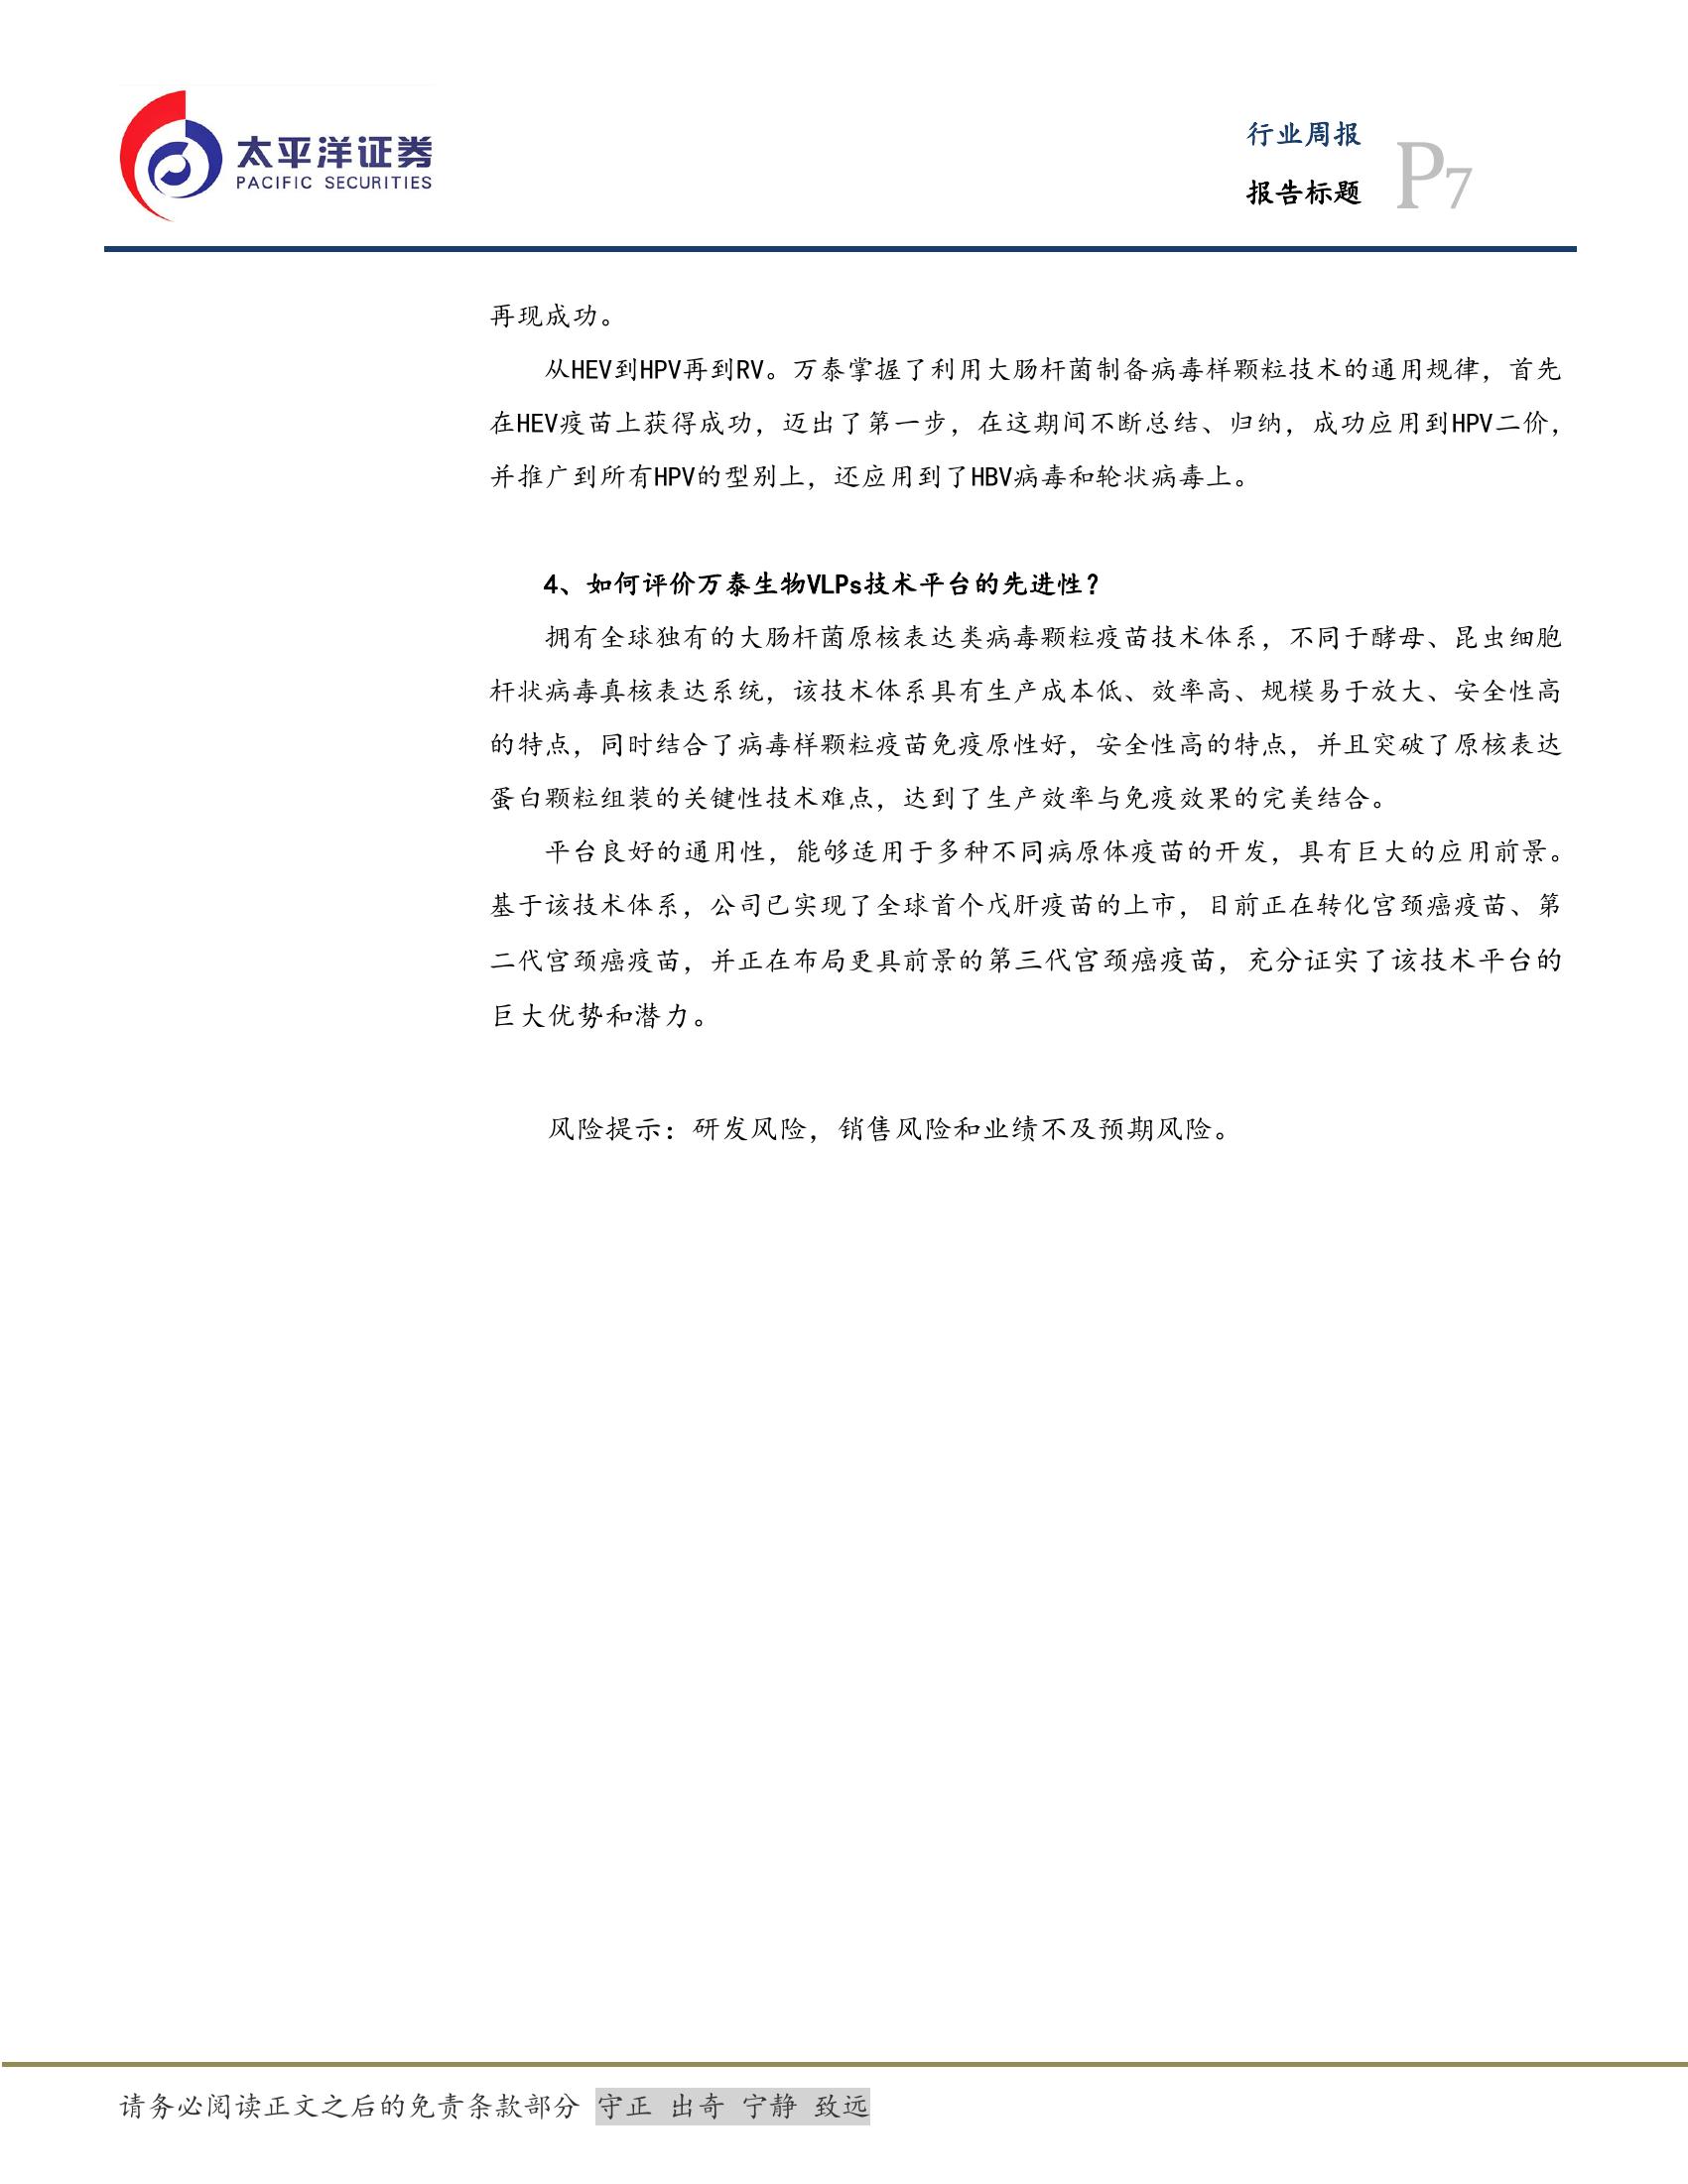 太平洋证券
PACIFIC SECURITIES
行业周报
报告标题
P7
再现成功。
从HEV到HPV再到RV。万泰掌握了利用大肠杆菌制备病毒样颗粒技术的通用规律，首先
在HEV疫苗上获得成功，迈出了第一步，在这期间不断总结、归纳，成功应用到HPV二价，
并推广到所有HPV的型别上，还应用到了HBV病毒和轮状病毒上。
4、如何评价万泰生物VLPs技术平台的先进性？
拥有全球独有的大肠杆菌原核表达类病毒颗粒疫苗技术体系，不同于酵母、昆虫细胞
杆状病毒真核表达系统，该技术体系具有生产成本低、效率高、规模易于放大、安全性高
的特点，同时结合了病毒样颗粒疫苗免疫原性好，安全性高的特点，并且突破了原核表达
蛋白颗粒组装的关键性技术难点，达到了生产效率与免疫效果的完美结合。
平台良好的通用性，能够适用于多种不同病原体疫苗的开发，具有巨大的应用前景。
基于该技术体系，公司已实现了全球首个戊肝疫苗的上市，目前正在转化宫颈癌疫苗、第
二代宫颈癌疫苗，并正在布局更具前景的第三代宫颈癌疫苗，充分证实了该技术平台的
巨大优势和潜力。
风险提示：研发风险，销售风险和业绩不及预期风险。
请务必阅读正文之后的免责条款部分 守正 出奇 宁静 致远